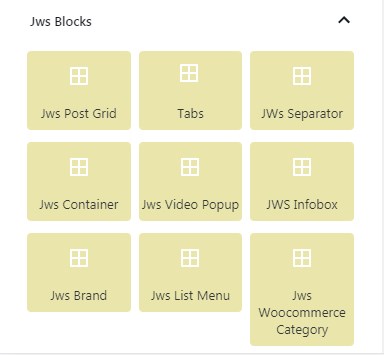 Jws Blocks
Jws Post Grid
Tabs
JWs Separator
Jws Container
Jws Video Popup
JWS Infobox
Jws Brand
Jws List Menu
Jws
Woocommerce
Category